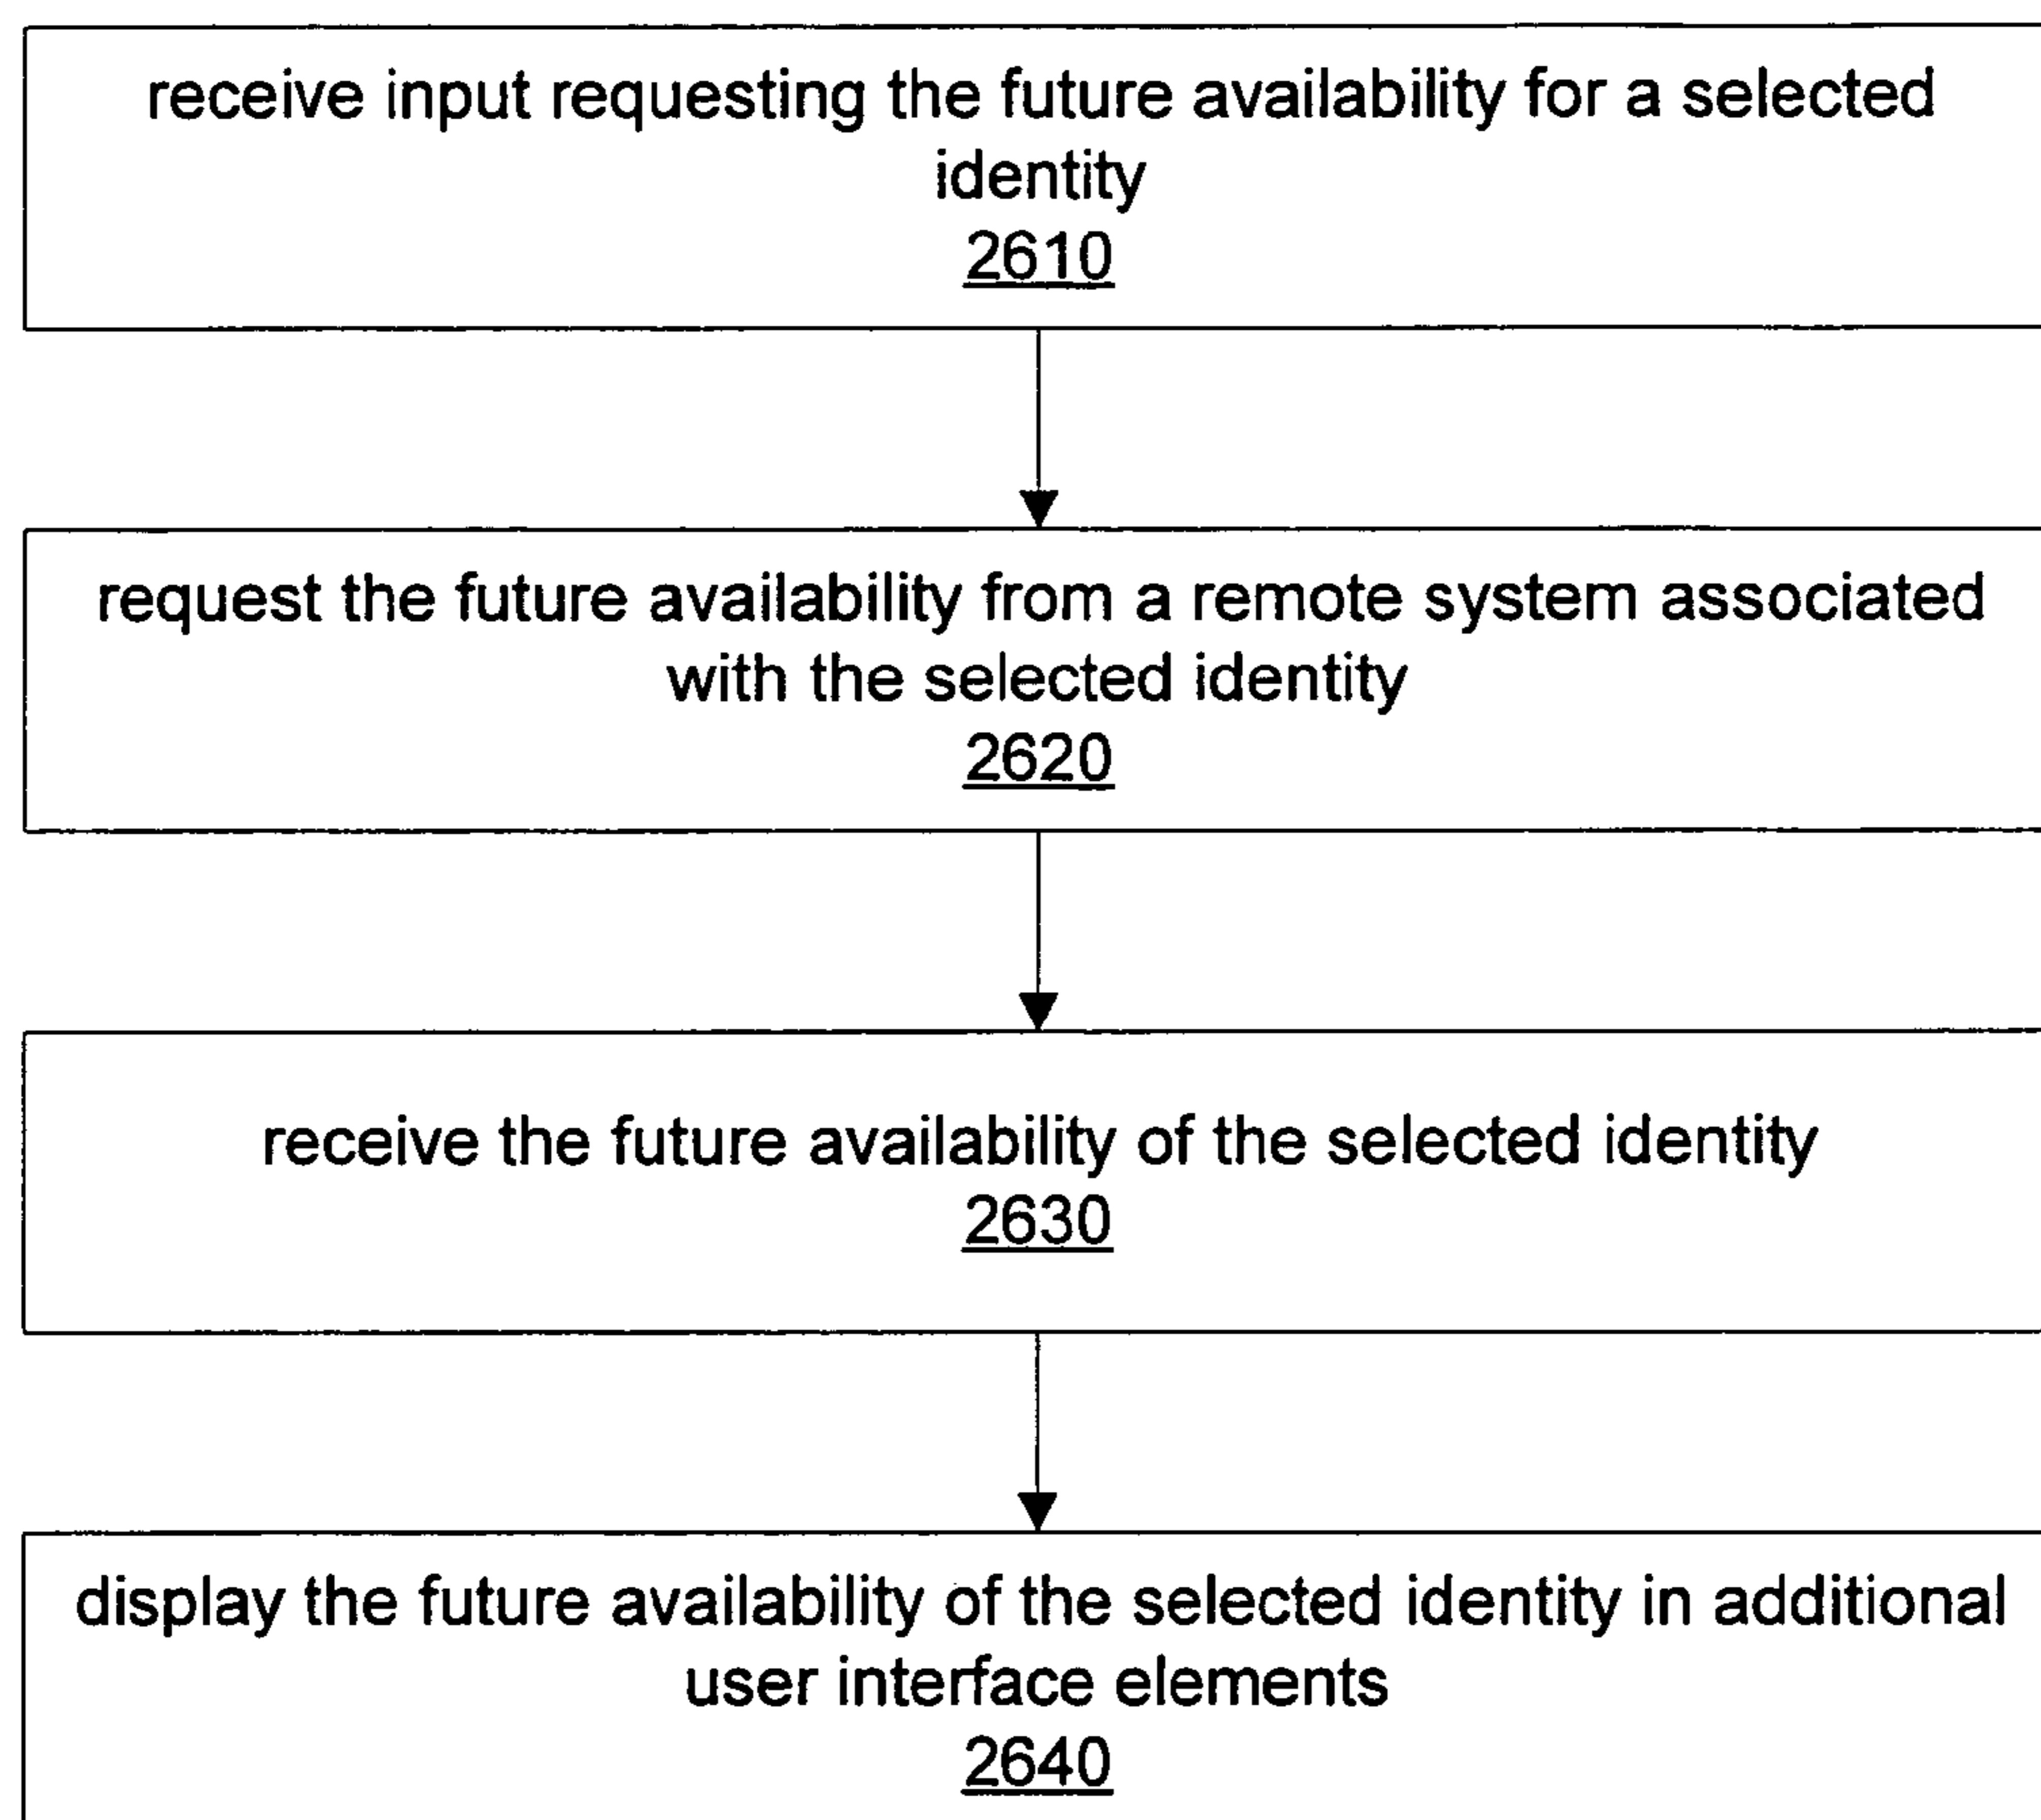 receive input requesting the future availability for a selected
identity
2610
request the future availability from a remote system associated
with the selected identity
2620
receive the future availability of the selected identity
2630
display the future availability of the selected identity in additional
user interface elements
2640